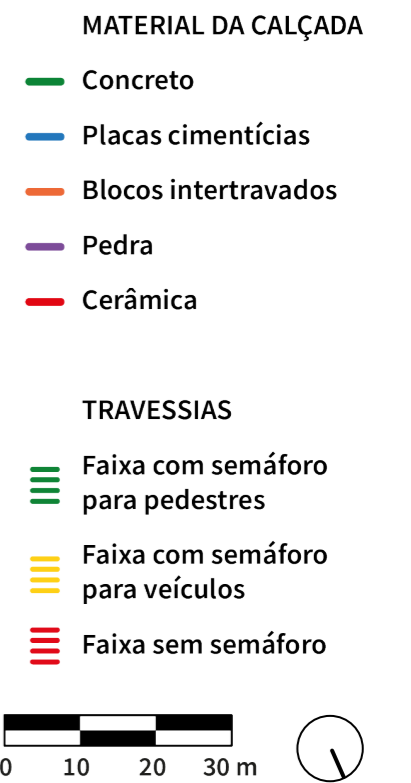 MATERIAL DA CALÇADA
Concreto
Placas cimentícias
Blocos intertravados
Pedra
Cerâmica
TRAVESSIAS
Faixa com semáforo
para pedestres
Faixa com semáforo
para veículos
Faixa sem semáforo
0 10 20 30 m